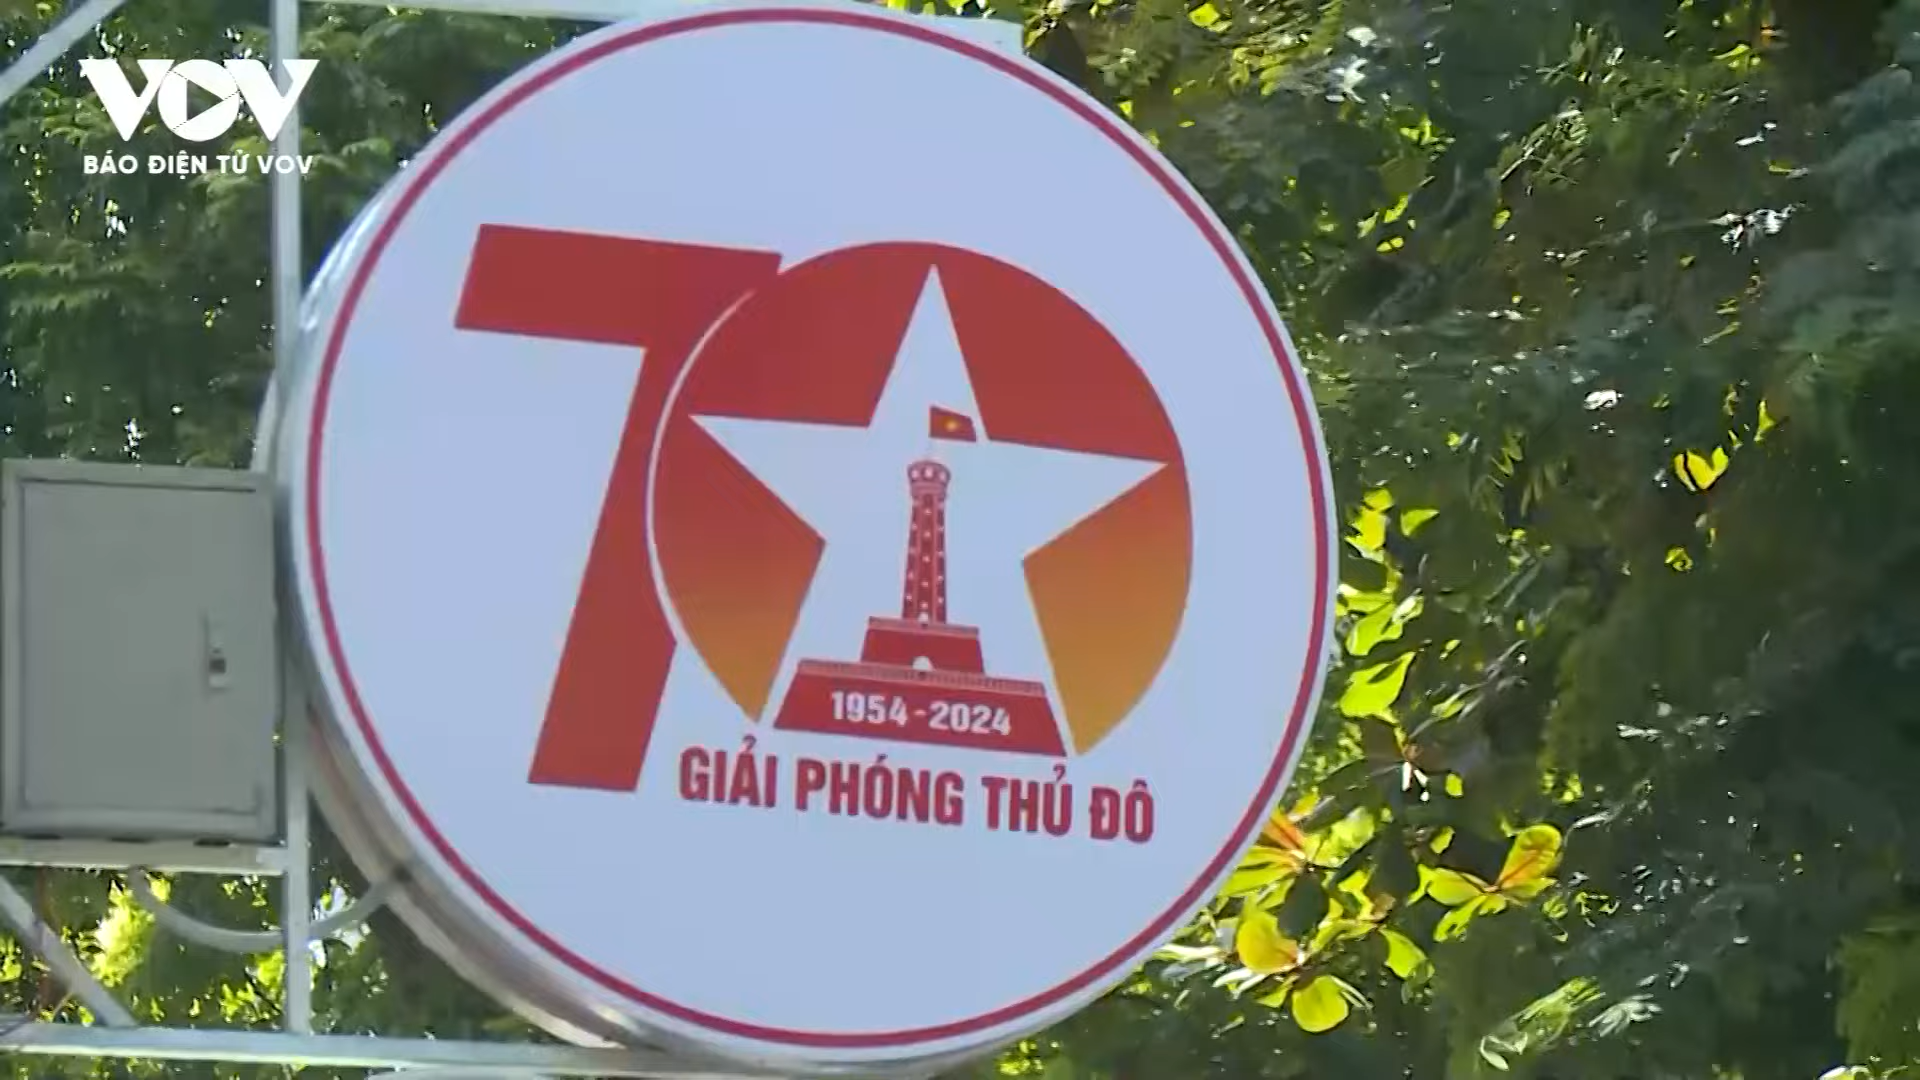 VOV
BÁO ĐIỆN TỬ VOV
70
1954-2024
GIẢI PHÓNG THỦ ĐÔ